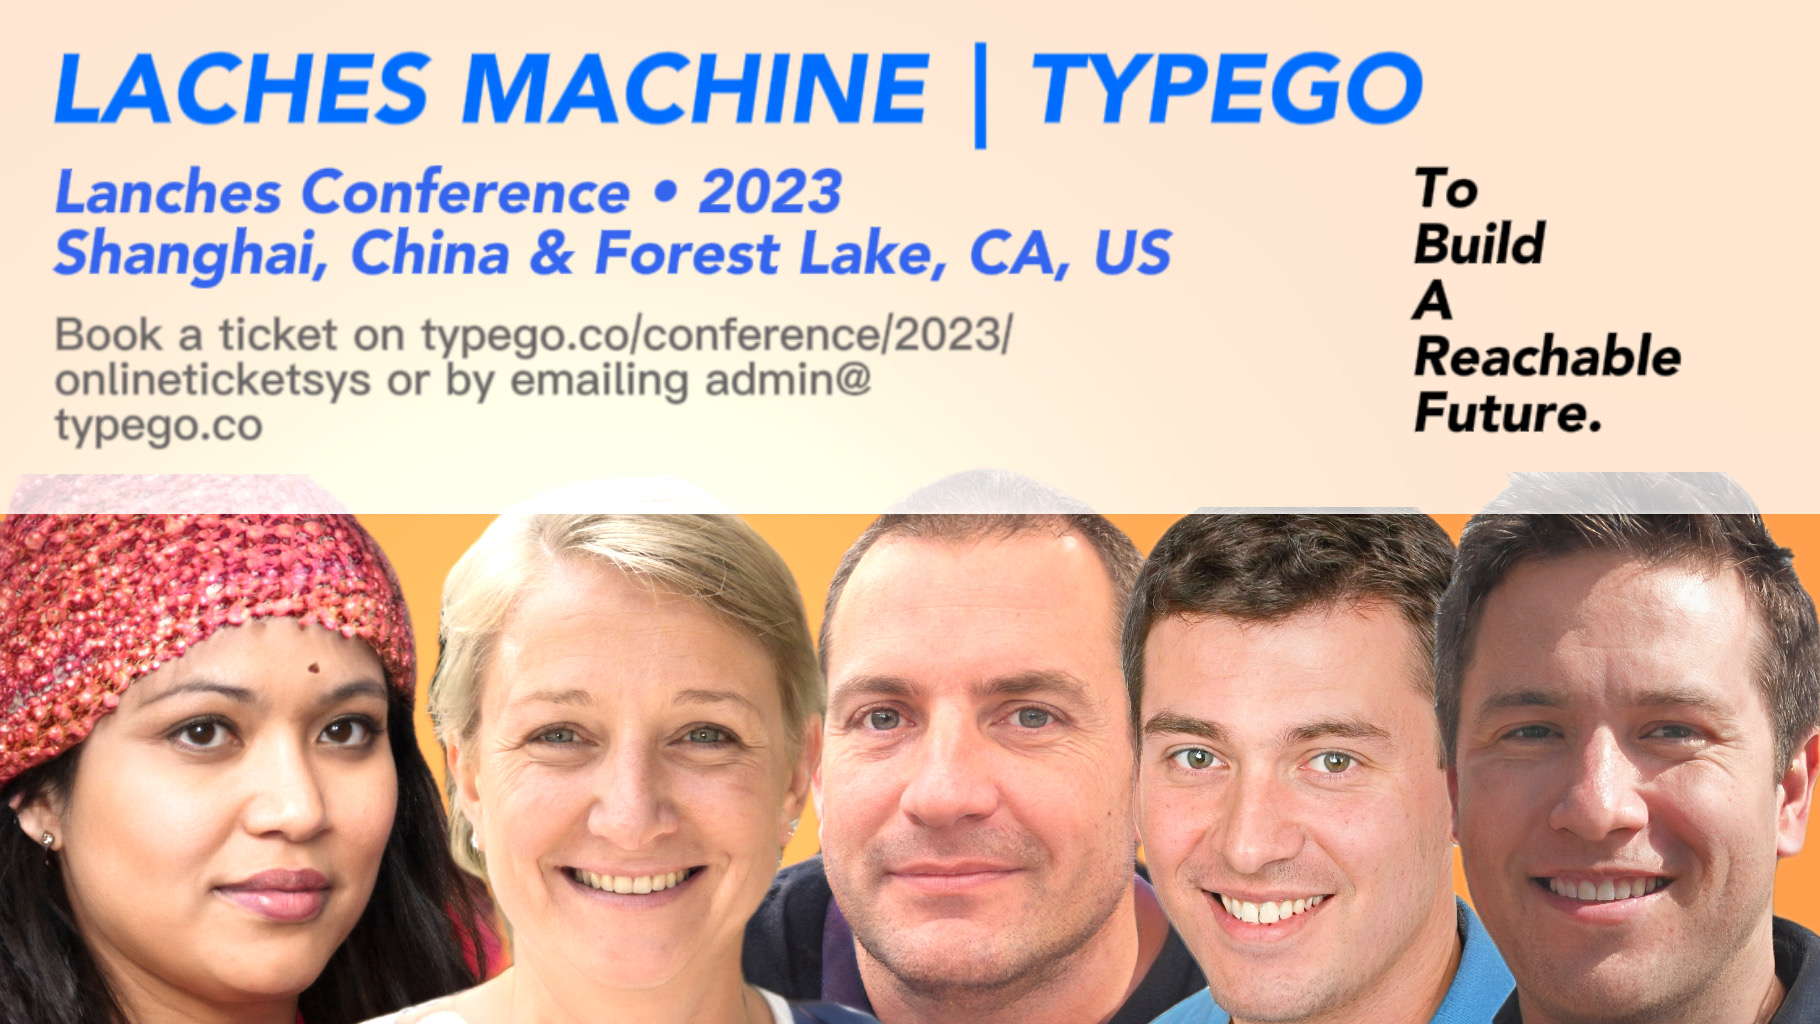 LACHES MACHINE | TYPEGO
Lanches Conference • 2023
Shanghai, China & Forest Lake, CA, US
Book a ticket on typego.co/conference/2023/
onlineticketsys or by emailing admin@
typego.co
To
Build
A
Reachable
Future.